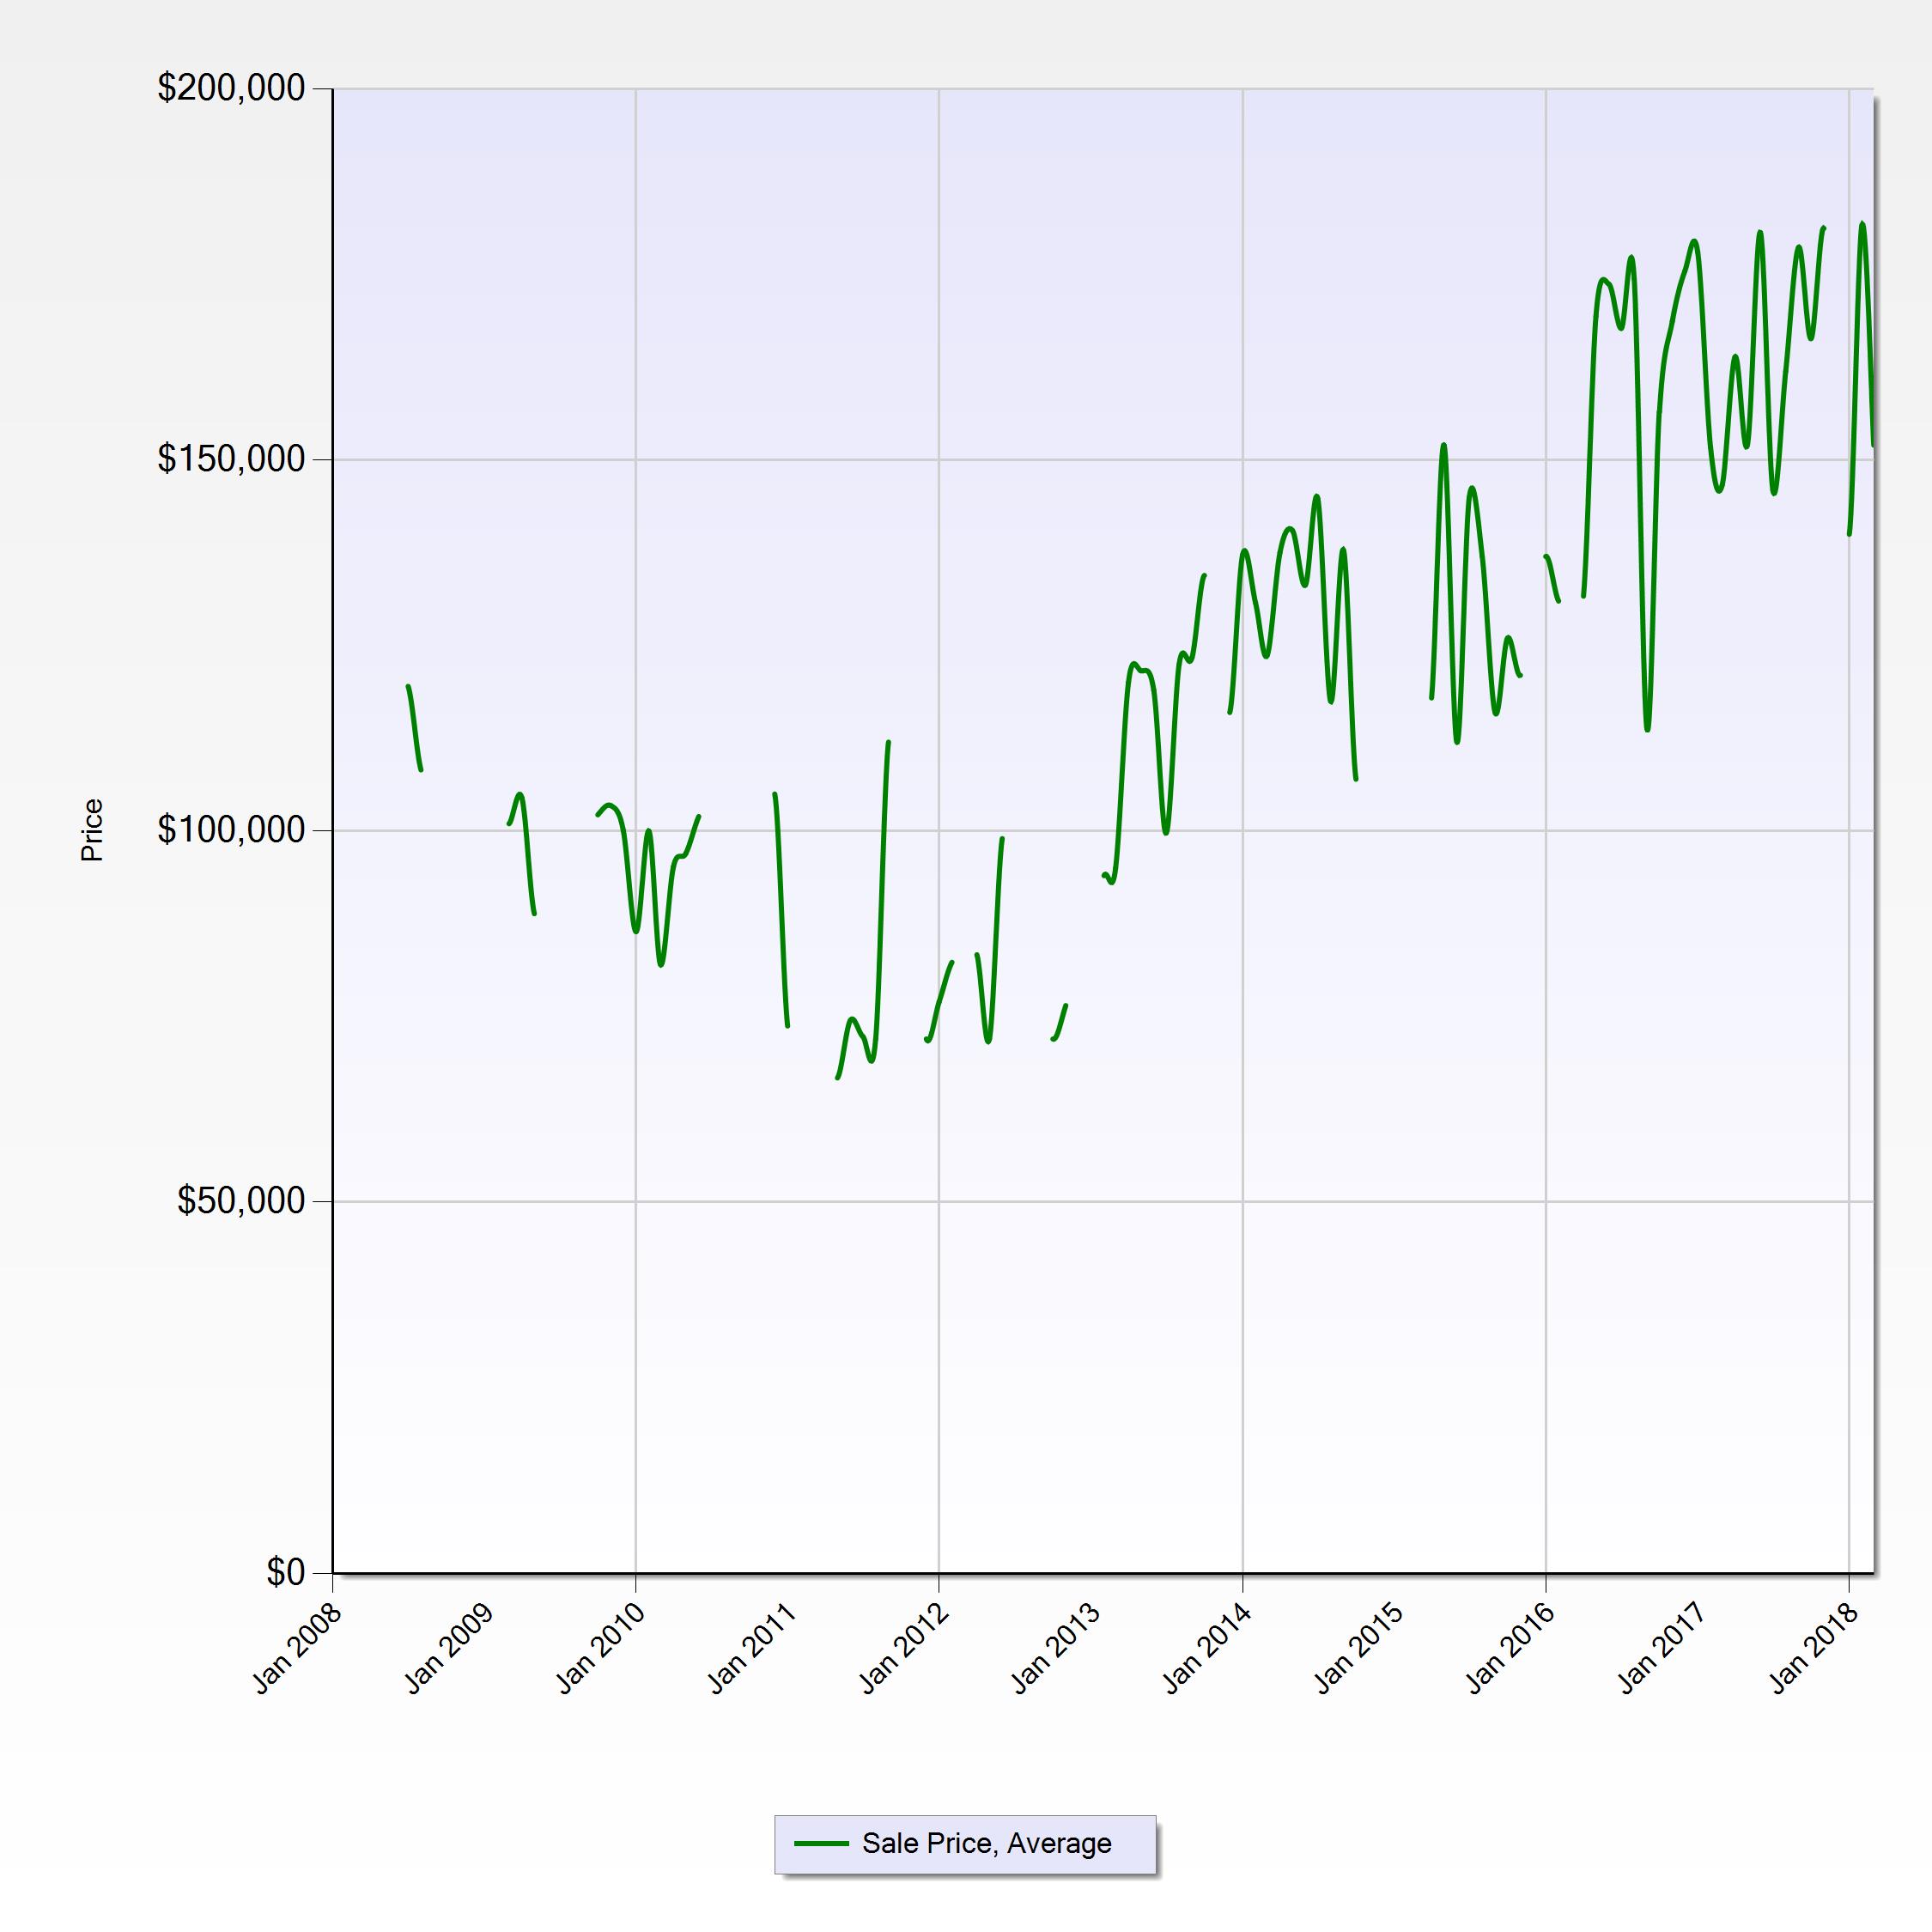 $200,000
$150,000
$100,000
$50,000
$0
Price
Jan 2008
Jan 2009
Jan 2010
Jan 2011
Jan 2012
Jan 2013
Jan 2014
Jan 2015
Jan 2016
Jan 2017
Jan 2018
Sale Price, Average